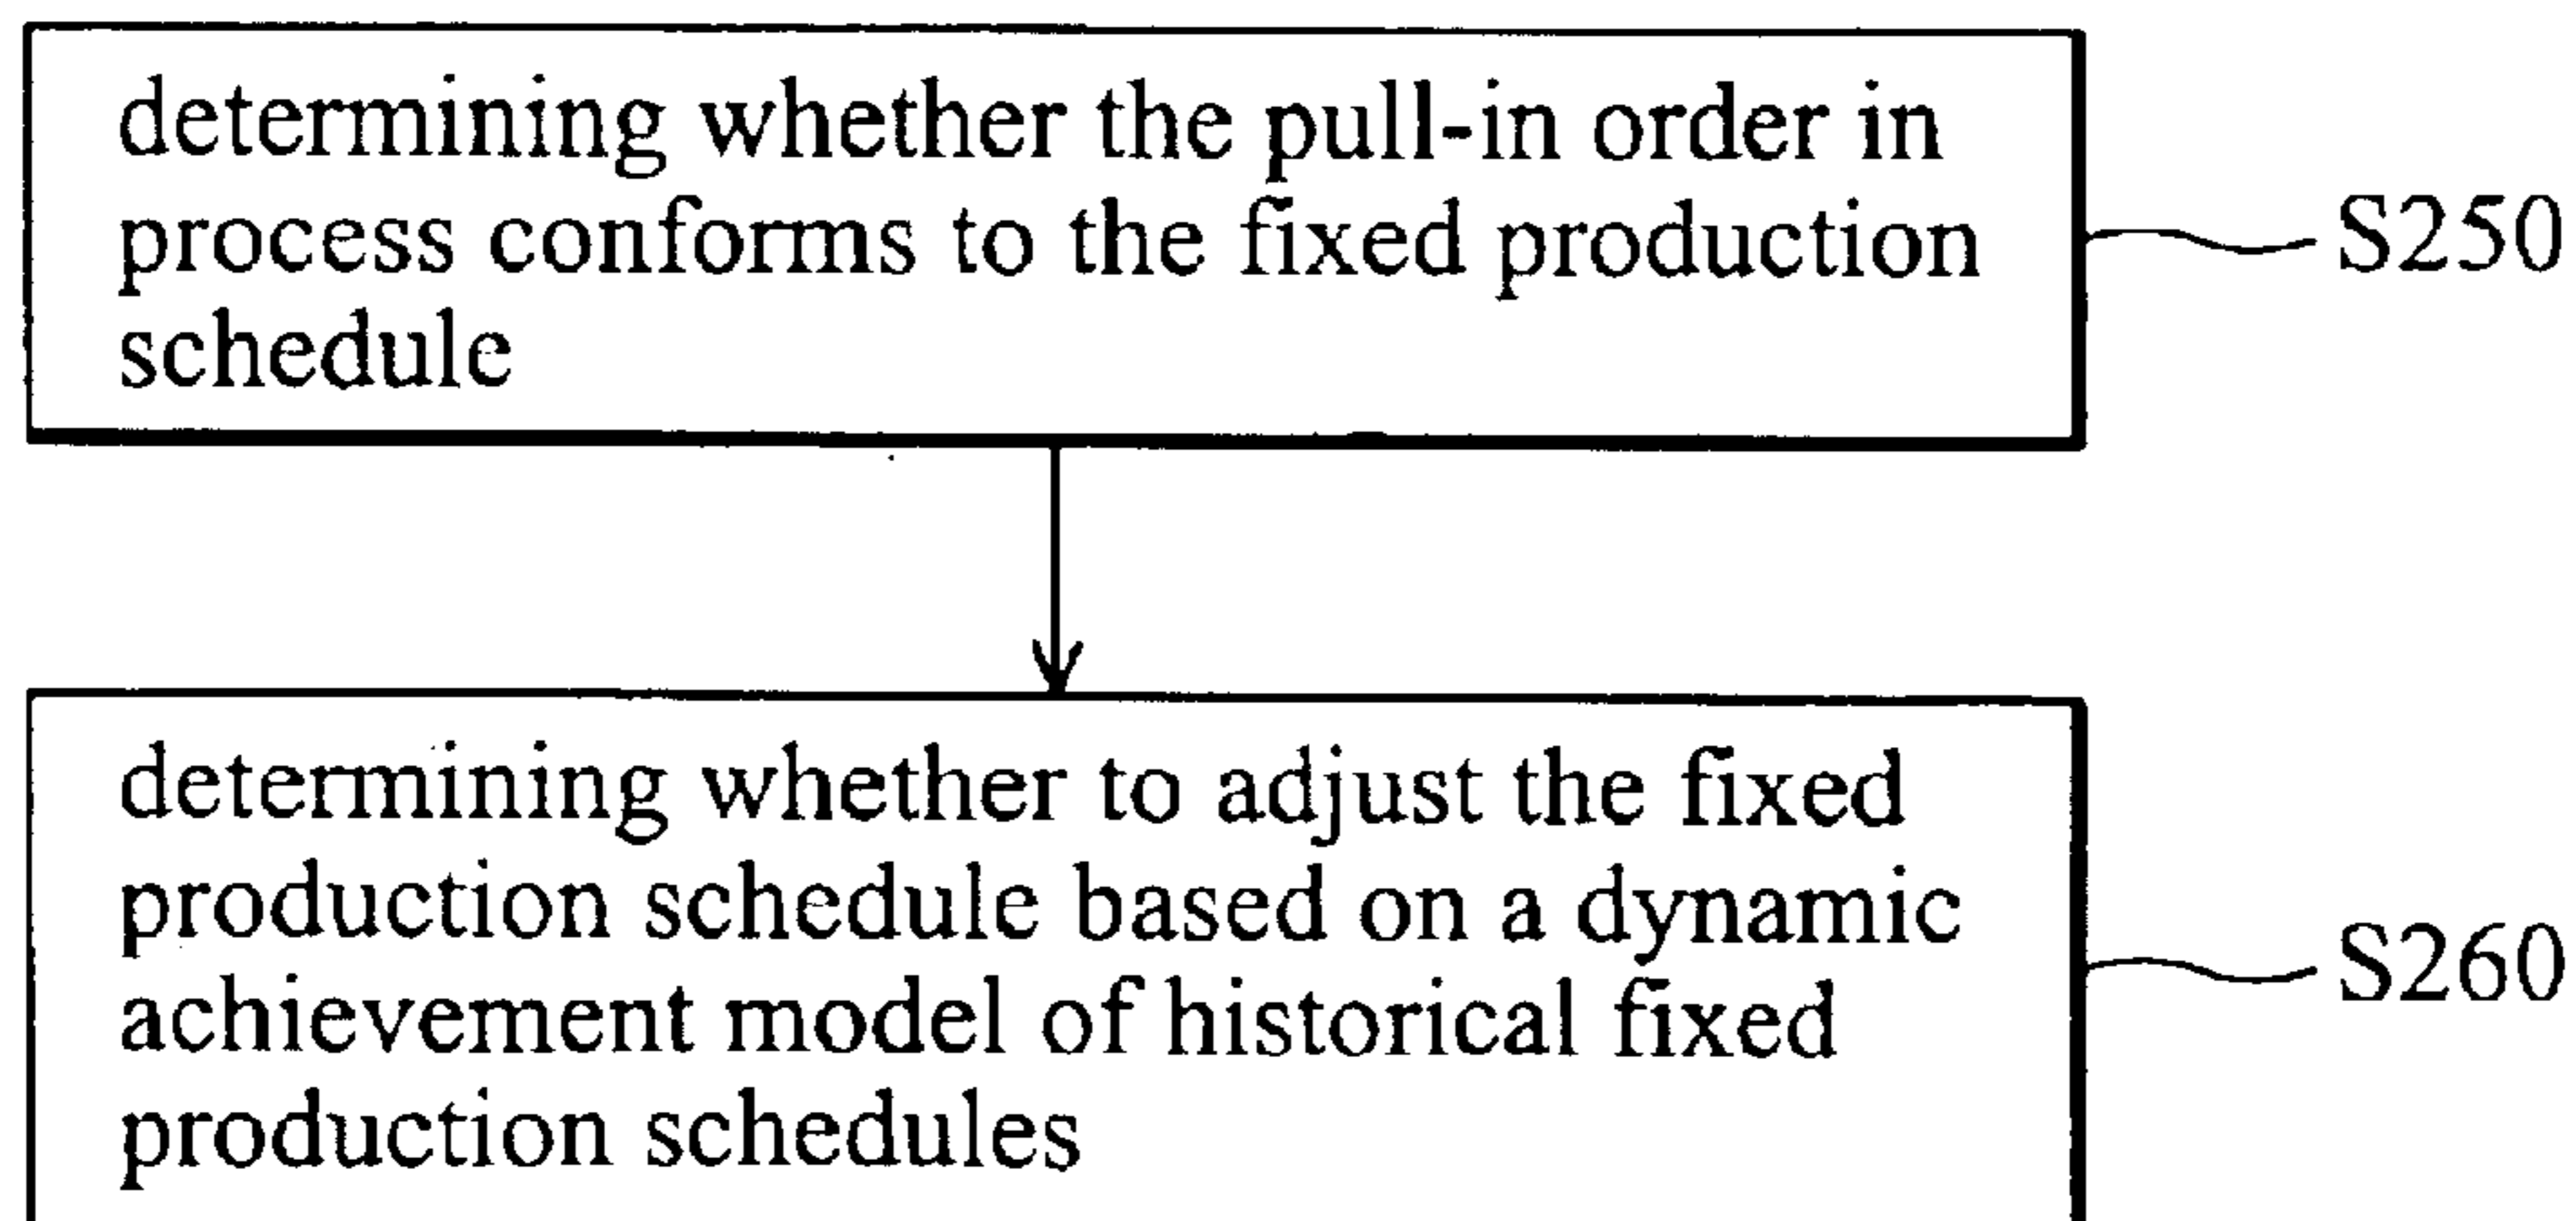 determining whether the pull-in order in
process conforms to the fixed production
schedule
S250
determining whether to adjust the fixed
production schedule based on a dynamic
achievement model of historical fixed
production schedules
S260